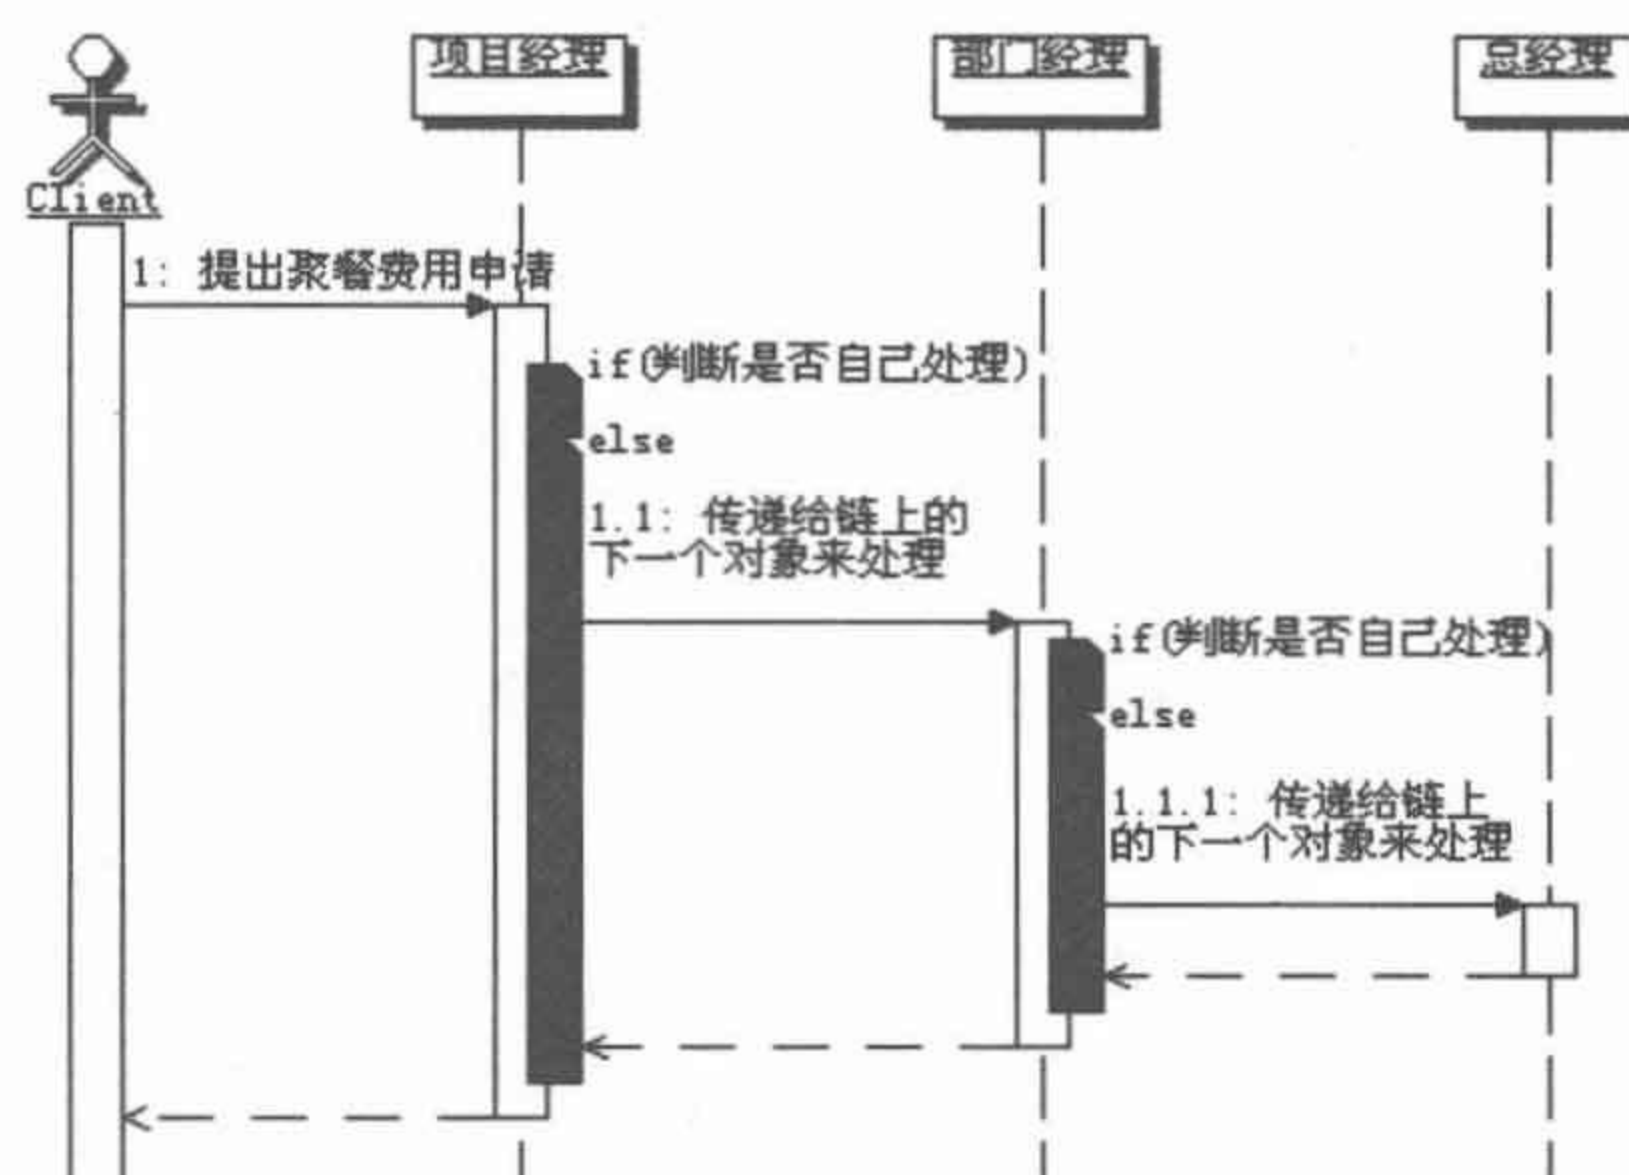 项目经理
部门经理
总经理
Client
1: 提出聚餐费用申请
if(判断是否自己处理)
else
1.1: 传递给链上的
下一个对象来处理
if(判断是否自己处理)
else
1.1.1: 传递给链上
的下一个对象来处理